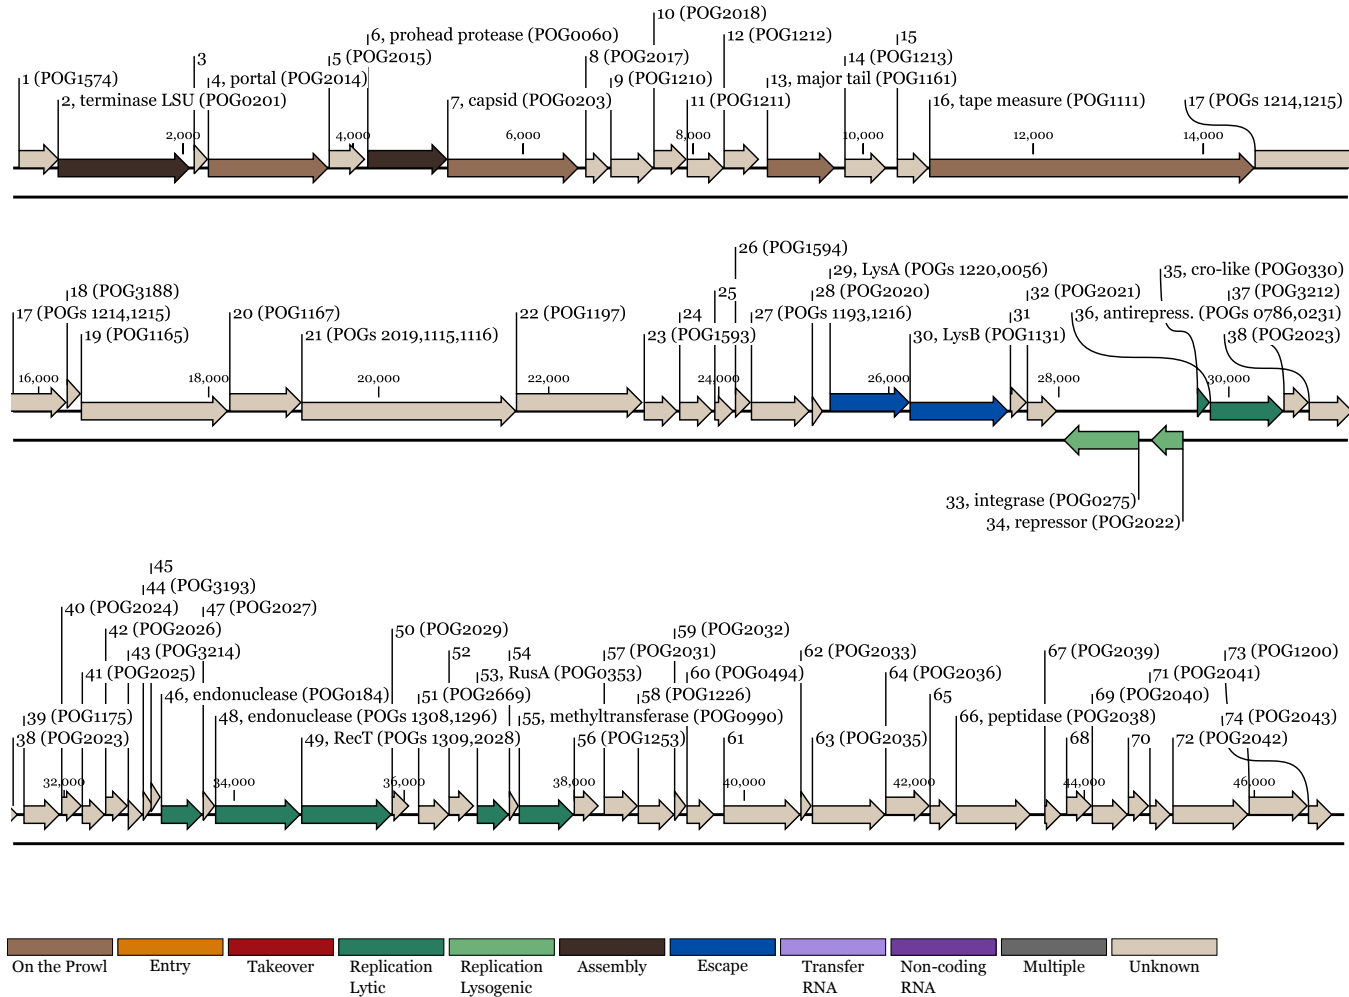 10 (POG2018)
6, prohead protease (POG0060)
12 (POG1212)
15
3
5 (POG2015)
8 (POG2017)
14 (POG1213)
1 (POG1574)
4, portal (POG2014)
9 (POG1210)
13, major tail (POG1161)
2, terminase LSU (POG0201)
7, capsid (POG0203)
11 (POG1211)
16, tape measure (POG1111)
17 (POGs 1214,1215)
2,000
4,000
6,000
8,000
10,000
12,000
14,000
26 (POG1594)
29, LysA (POGs 1220,0056)
35, cro-like (POG0330)
18 (POG3188)
25
28 (POG2020)
32 (POG2021)
37 (POG3212)
17 (POGs 1214,1215)
20 (POG1167)
22 (POG1197)
24
27 (POGs 1193,1216)
31
36, antirepress. (POGs 0786,0231)
19 (POG1165)
21 (POGs 2019,1115,1116)
23 (POG1593)
30, LysB (POG1131)
38 (POG2023)
16,000
18,000
20,000
22,000
24,000
26,000
28,000
30,000
33, integrase (POG0275)
34, repressor (POG2022)
45
44 (POG3193)
40 (POG2024)
47 (POG2027)
42 (POG2026)
50 (POG2029)
59 (POG2032)
43 (POG3214)
52
54
57 (POG2031)
62 (POG2033)
67 (POG2039)
73 (POG1200)
41 (POG2025)
53, RusA (POG0353)
60 (POG0494)
64 (POG2036)
71 (POG2041)
46, endonuclease (POG0184)
51 (POG2669)
58 (POG1226)
65
69 (POG2040)
39 (POG1175)
48, endonuclease (POGs 1308,1296)
55, methyltransferase (POG0990)
66, peptidase (POG2038)
74 (POG2043)
38 (POG2023)
49, RecT (POGs 1309,2028)
56 (POG1253)
61
63 (POG2035)
68
70
72 (POG2042)
32,000
34,000
36,000
38,000
40,000
42,000
44,000
46,000
On the Prowl
Entry
Takeover
Replication
Lytic
Replication
Lysogenic
Assembly
Escape
Transfer
RNA
Non-coding
RNA
Multiple
Unknown